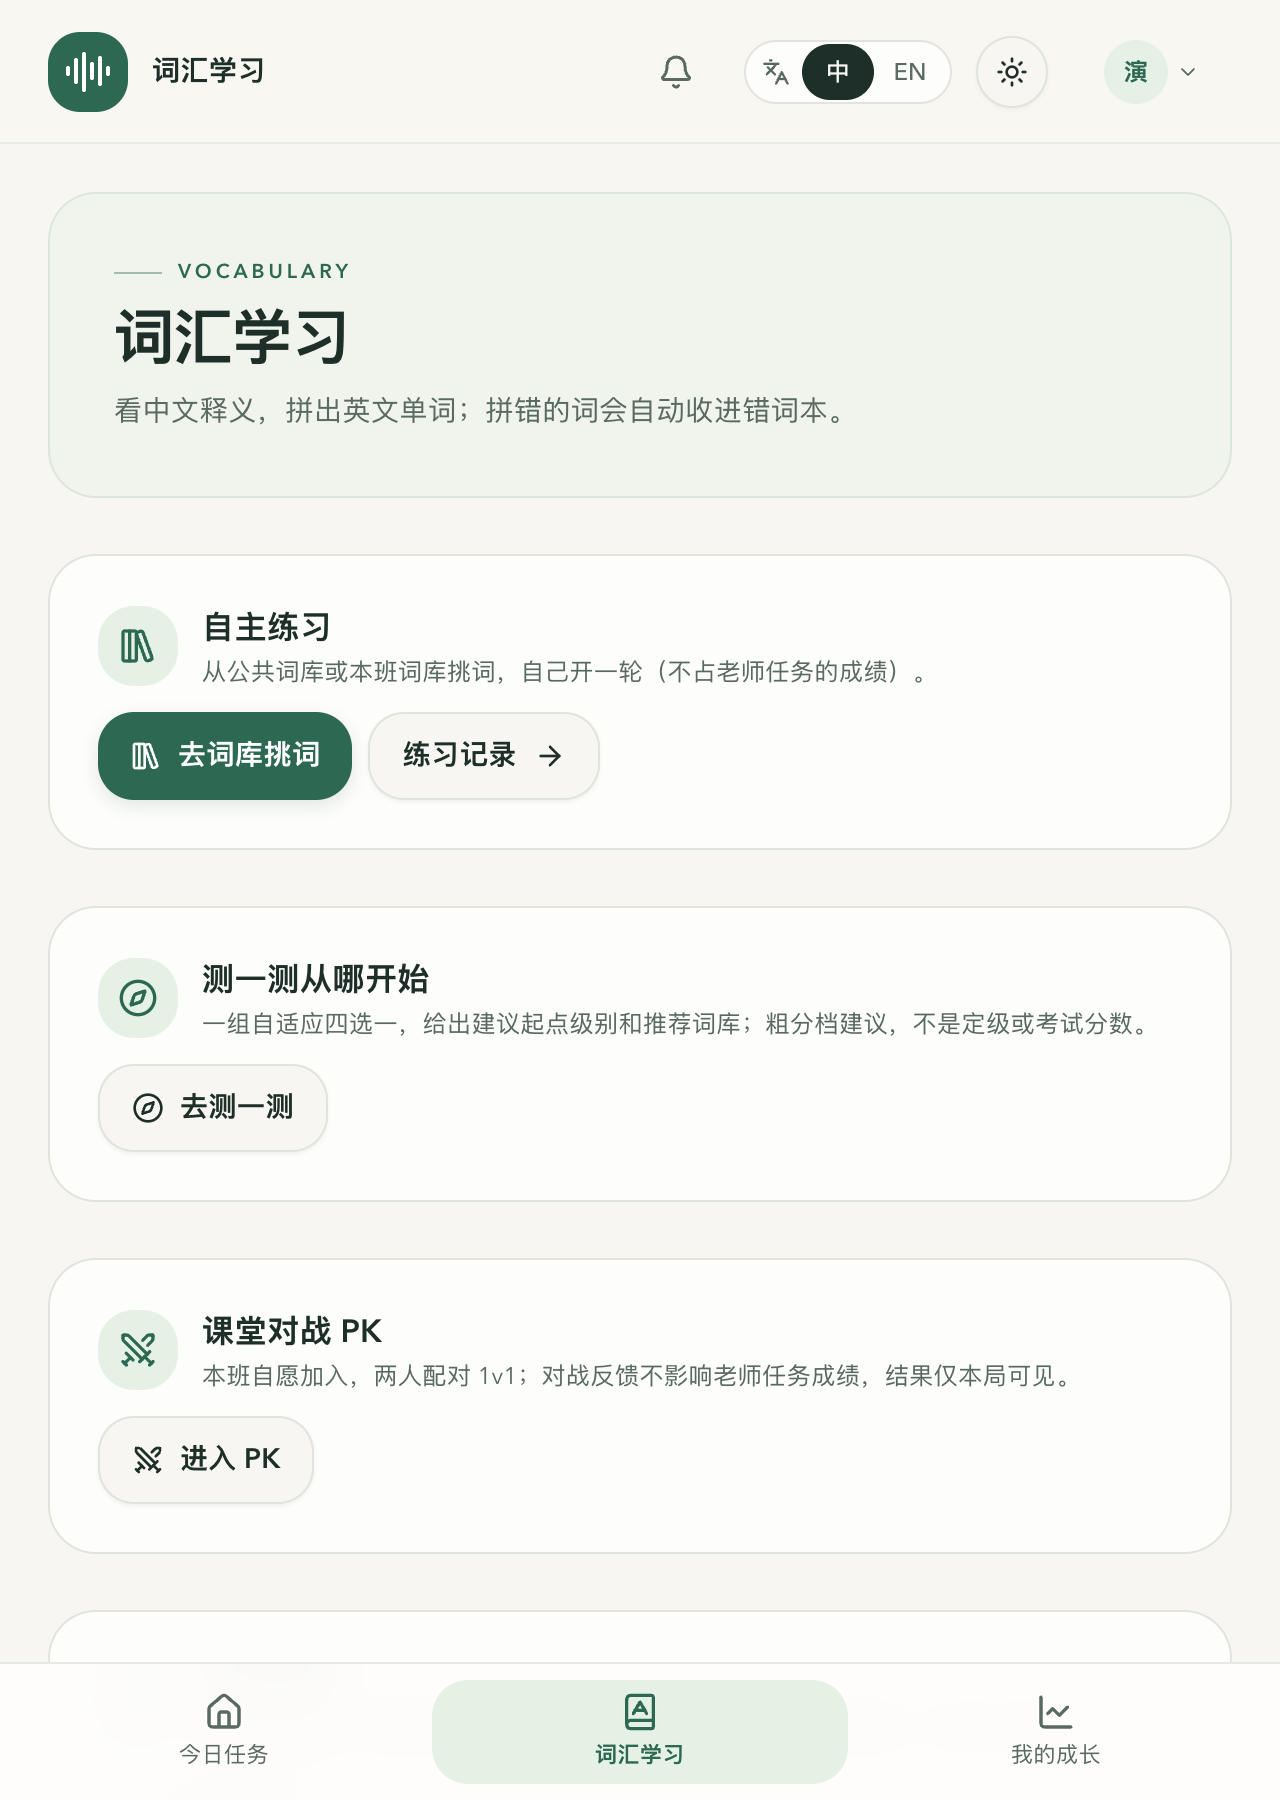 词汇学习
中 EN 演
VOCABULARY
词汇学习
看中文释义，拼出英文单词；拼错的词会自动收进错词本。
自主练习
从公共词库或本班词库挑词，自己开一轮（不占老师任务的成绩）。
去词库挑词 练习记录
测一测从哪开始
一组自适应四选一，给出建议起点级别和推荐词库；粗分档建议，不是定级或考试分数。
去测一测
课堂对战 PK
本班自愿加入，两人配对 1v1；对战反馈不影响老师任务成绩，结果仅本局可见。
进入 PK
今日任务 词汇学习 我的成长